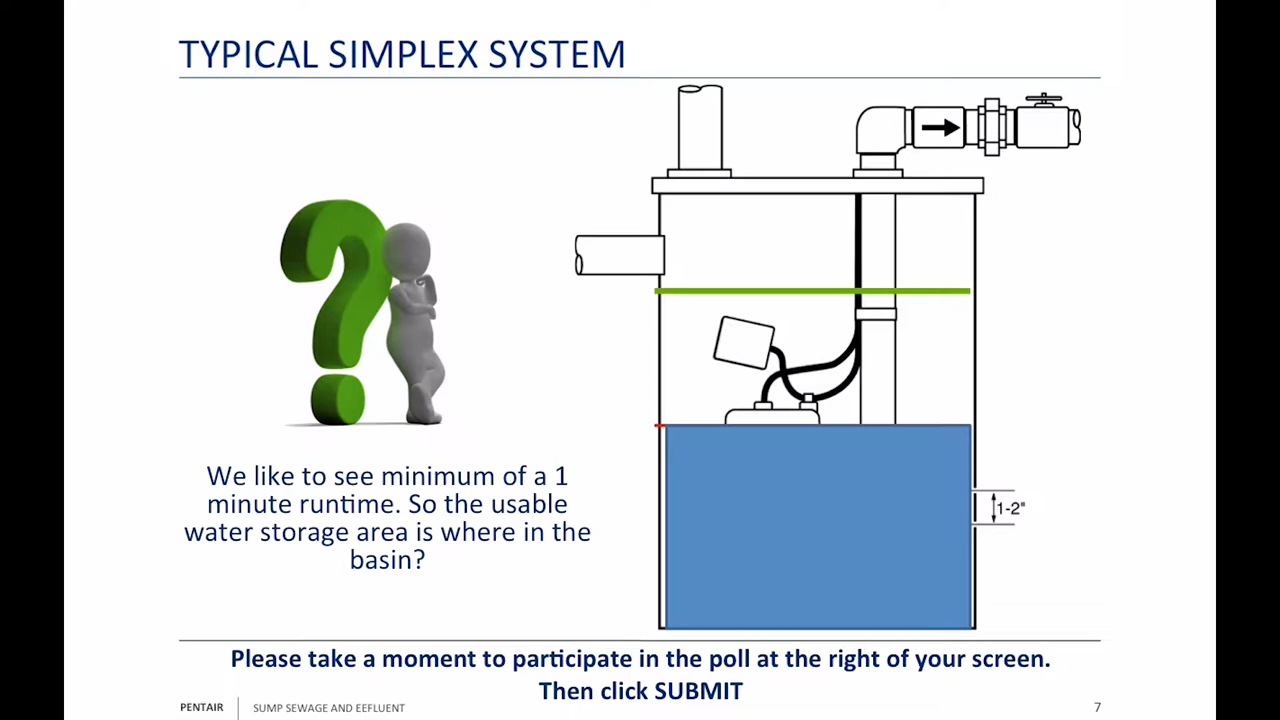 TYPICAL SIMPLEX SYSTEM
We like to see minimum of a 1
minute runtime. So the usable
water storage area is where in the
basin?
1-2"
Please take a moment to participate in the poll at the right of your screen.
Then click SUBMIT
PENTAIR
SUMP SEWAGE AND EEFLUENT
7